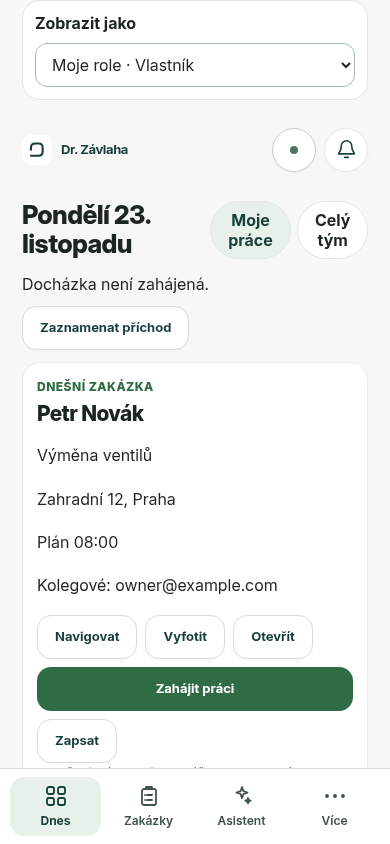 Zobrazit jako
Moje role · Vlastník
Dr. Závlaha
Pondělí 23.
listopadu
Moje
práce
Celý
tým
Docházka není zahájená.
Zaznamenat příchod
DNEŠNÍ ZAKÁZKA
Petr Novák
Výměna ventilů
Zahradní 12, Praha
Plán 08:00
Kolegové: owner@example.com
Navigovat
Vyfotit
Otevřít
Zahájit práci
Zapsat
Dnes
Zakázky
Asistent
Více